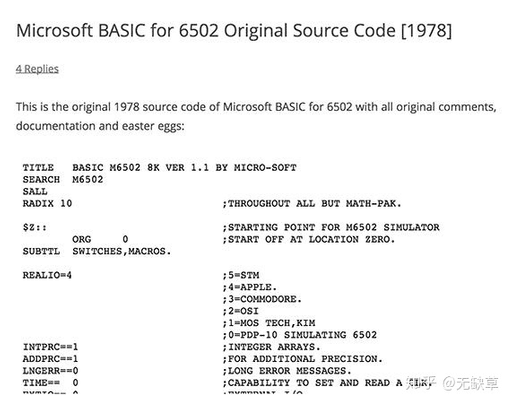 Microsoft BASIC for 6502 Original Source Code [1978]
4 Replies
This is the original 1978 source code of Microsoft BASIC for 6502 with all original comments,
documentation and easter eggs:
TITLE BASIC M6502 8K VER 1.1 BY MICRO-SOFT
SEARCH M6502
SALL
RADIX 10 ;THROUGHOUT ALL BUT MATH-PAK.
$Z:: ;STARTING POINT FOR M6502 SIMULATOR
ORG 0 ;START OFF AT LOCATION ZERO.
SUBTTL SWITCHES,MACROS.
REALIO=4 ;5=STM
;4=APPLE.
;3=COMMODORE.
;2=OSI
;1=MOS TECH,KIM
;0=PDP-10 SIMULATING 6502
INTPRC==1 ;INTEGER ARRAYS.
ADDPRC==1 ;FOR ADDITIONAL PRECISION.
LNGERR==0 ;LONG ERROR MESSAGES.
TIME== 0 ;CAPABILITY TO SET AND READ A CLK.
知乎 @无缺草